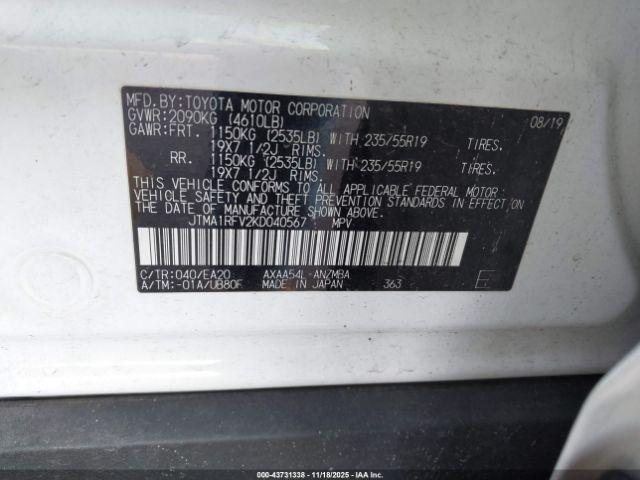 MFD.BY:TOYOTA MOTOR CORPORATION 08/19
GVWR:2090KG (4610LB)
GAWR:FRT. 1150KG (2535LB) WITH 235/55R19 TIRES.
19X7 1/2J RIMS.
RR. 1150KG (2535LB) WITH 235/55R19 TIRES.
19X7 1/2J RIMS.
THIS VEHICLE CONFORMS TO ALL APPLICABLE FEDERAL MOTOR
VEHICLE SAFETY AND THEFT PREVENTION STANDARDS IN EFFECT ON
THE DATE OF MANUFACTURE SHOWN ABOVE.
JTMA1RFV2KD040567 MPV
C/TR:040/EA20 AXAA54L-ANZMBA
A/TM:-01A/UB80F MADE IN JAPAN 363 E
000-43731338 - 11/18/2025 - IAA Inc.